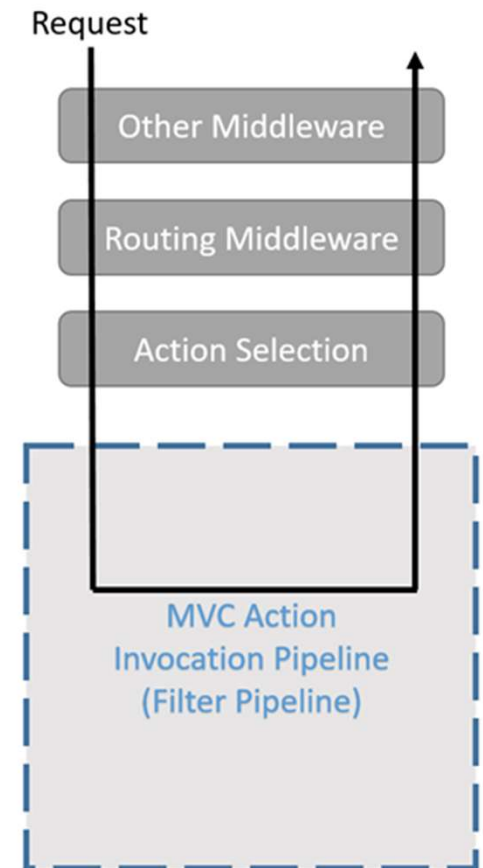 Request
Other Middleware
Routing Middleware
Action Selection
MVC Action
Invocation Pipeline
(Filter Pipeline)